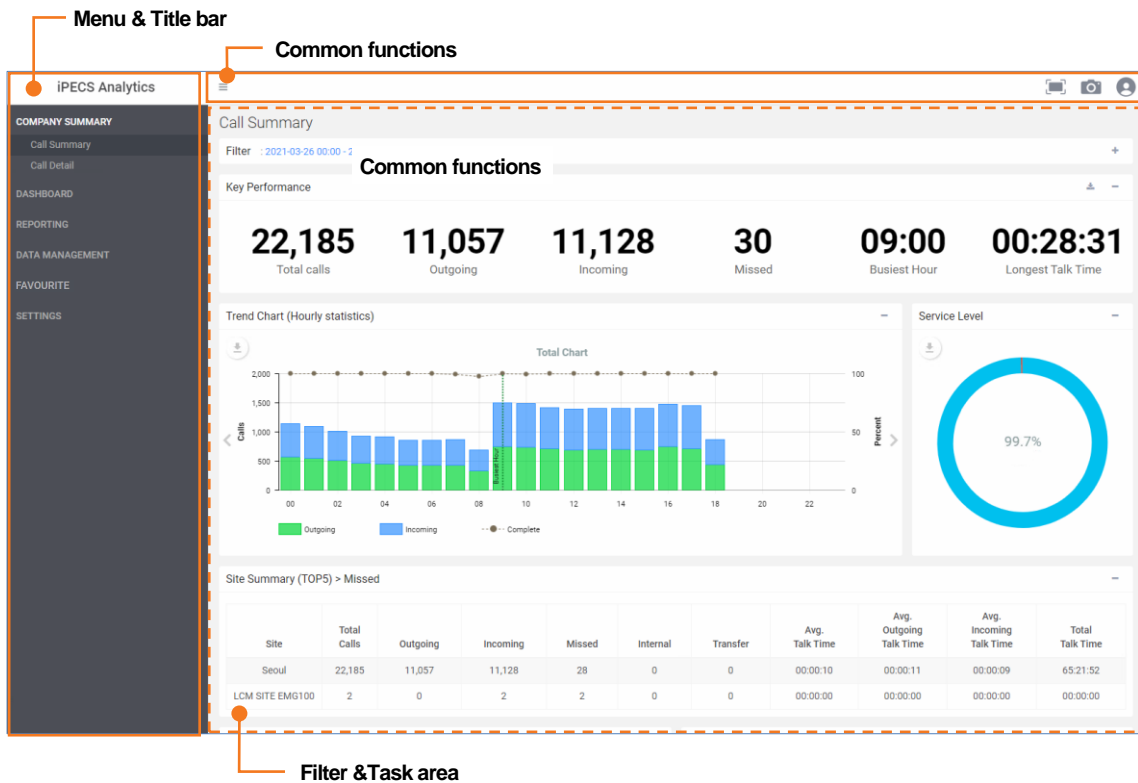 Menu & Title bar
Common functions
iPECS Analytics
COMPANY SUMMARY
Call Summary
Call Detail
DASHBOARD
REPORTING
DATA MANAGEMENT
FAVOURITE
SETTINGS
Call Summary
Filter : 2021-03-26 00:00 - 2
Common functions
Key Performance
22,185 11,057 11,128 30 09:00 00:28:31
Total calls Outgoing Incoming Missed Busiest Hour Longest Talk Time
Trend Chart (Hourly statistics)
Total Chart
2,000
1,500
1,000
500
0
Calls
Busiest Hour
100
50
0
Percent
00 02 04 06 08 10 12 14 16 18 20 22
Outgoing Incoming Complete
Service Level
99.7%
Site Summary (TOP5) > Missed
Site Total Calls Outgoing Incoming Missed Internal Transfer Avg. Talk Time Avg. Outgoing Talk Time Avg. Incoming Talk Time Total Talk Time
Seoul 22,185 11,057 11,128 28 0 0 00:00:10 00:00:11 00:00:09 65:21:52
LCM SITE EMG100 2 0 2 2 0 0 00:00:00 00:00:00 00:00:00 00:00:00
Filter &Task area